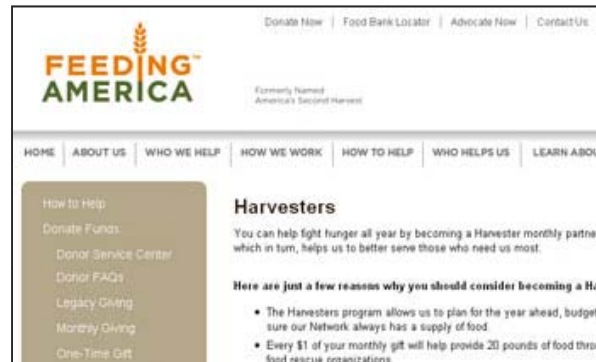 Donate Now | Food Bank Locator | Advocate Now | Contact Us
FEEDING™
AMERICA
Formerly Named
America's Second Harvest
HOME | ABOUT US | WHO WE HELP | HOW WE WORK | HOW TO HELP | WHO HELPS US | LEARN ABOU
How to Help
Donate Funds
Donor Service Center
Donor FAQs
Legacy Giving
Monthly Giving
One-Time Gift
Harvesters
You can help fight hunger all year by becoming a Harvester monthly partne
which in turn, helps us to better serve those who need us most.
Here are just a few reasons why you should consider becoming a Ha
• The Harvesters program allows us to plan for the year ahead, budget
sure our Network always has a supply of food.
• Every $1 of your monthly gift will help provide 20 pounds of food thro
food rescue organizations.